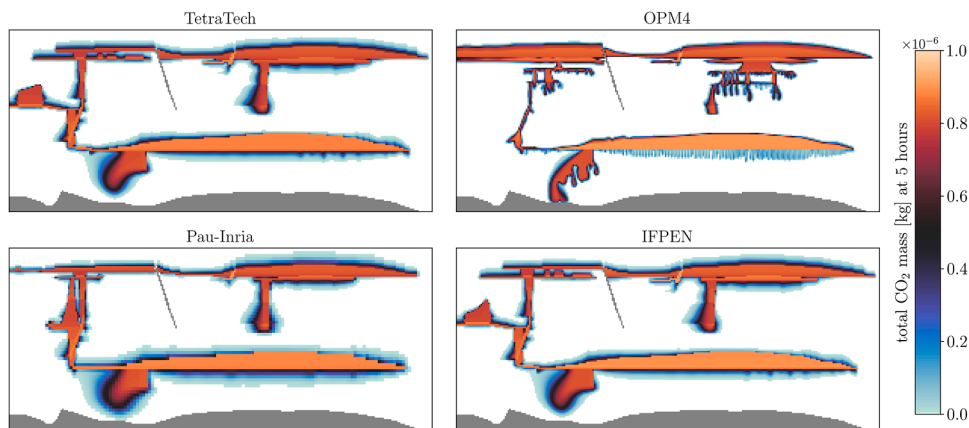 TetraTech
OPM4
Pau-Inria
IFPEN
×10⁻⁶
1.0
0.8
0.6
0.4
0.2
0.0
total CO₂ mass [kg] at 5 hours